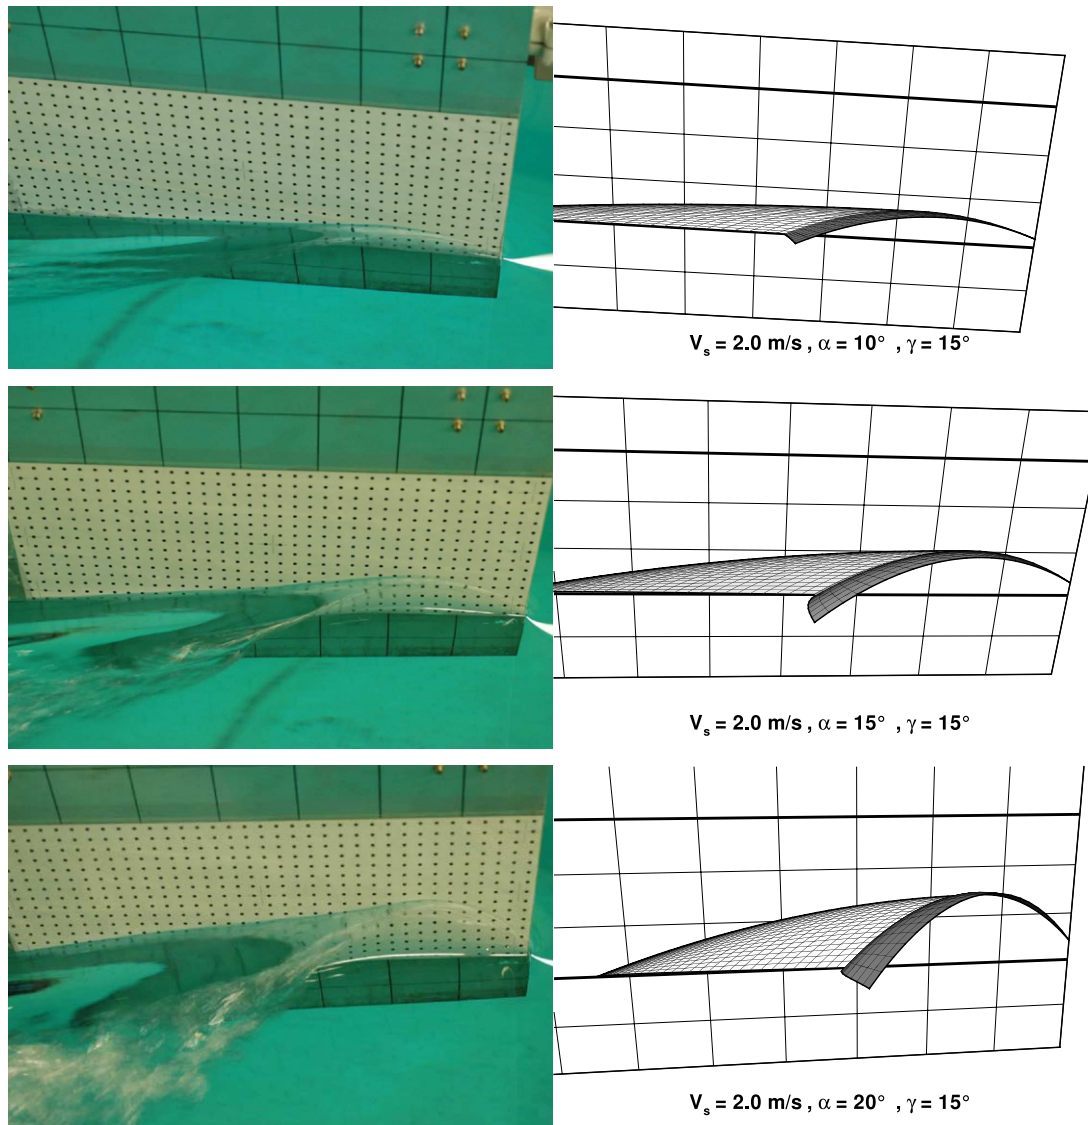 Vs = 2.0 m/s , α = 10° , γ = 15°
Vs = 2.0 m/s , α = 15° , γ = 15°
Vs = 2.0 m/s , α = 20° , γ = 15°